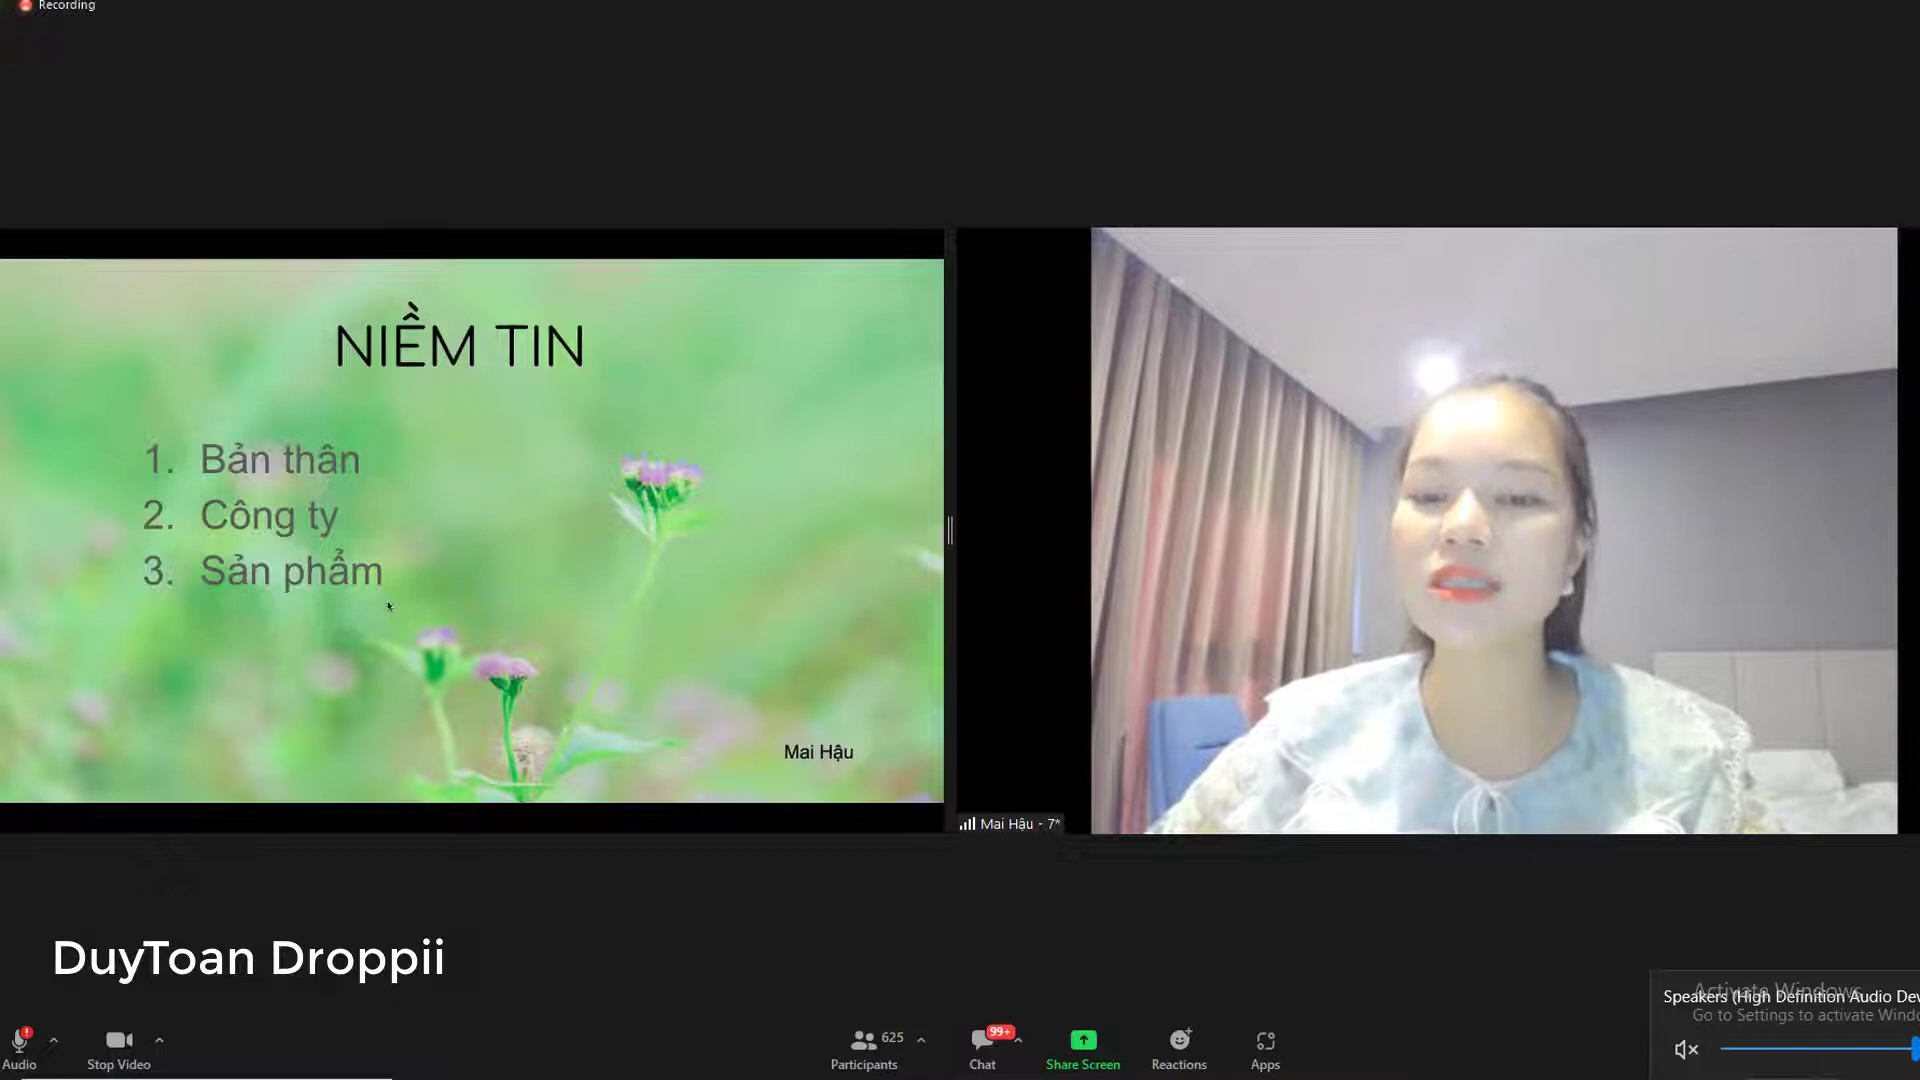 Recording
NIỀM TIN
1. Bản thân
2. Công ty
3. Sản phẩm
Mai Hậu
Mai Hậu - 7*
DuyToan Droppii
Activate Windows
Speakers (High Definition Audio Dev
Go to Settings to activate Windo
Audio
Stop Video
625
Participants
99+
Chat
Share Screen
Reactions
Apps